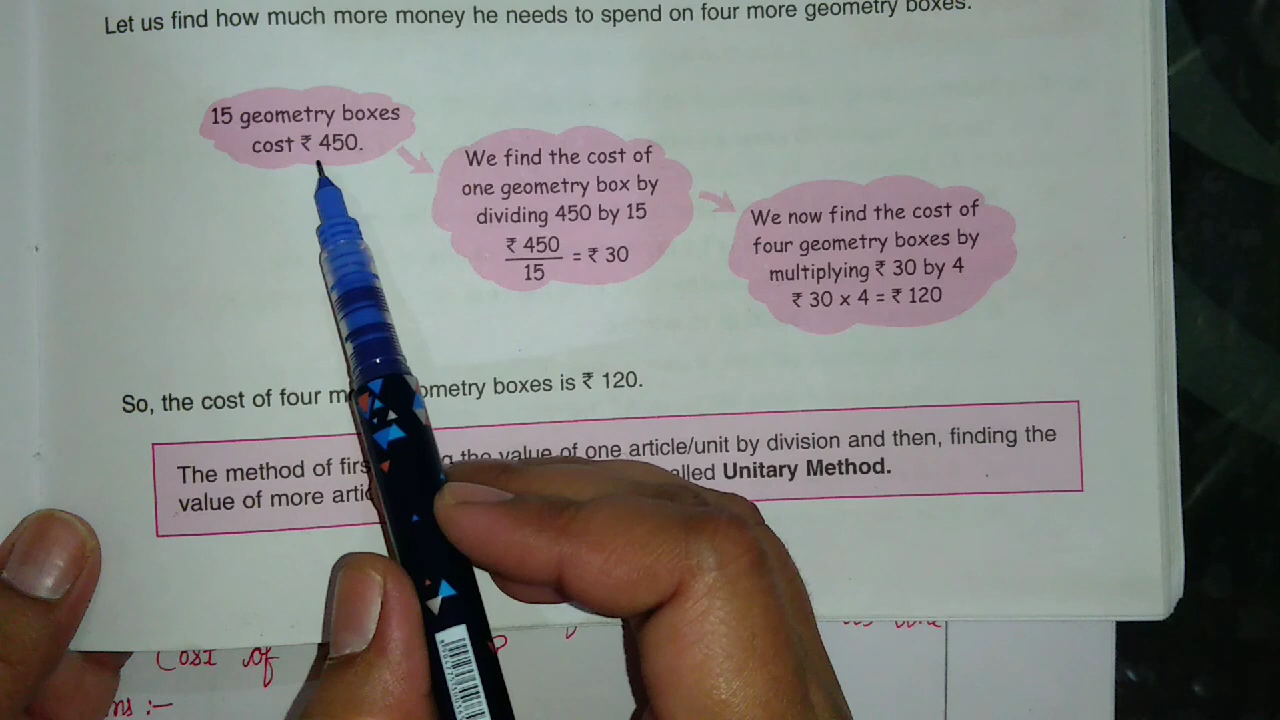 Let us find how much more money he needs to spend on four more geometry boxes.
15 geometry boxes
cost ₹ 450.
We find the cost of
one geometry box by
dividing 450 by 15
₹ 450
15
= ₹ 30
We now find the cost of
four geometry boxes by
multiplying ₹ 30 by 4
₹ 30 x 4 = ₹ 120
So, the cost of four ometry boxes is ₹ 120.
The method of the value of one article/unit by division and then, finding the
value of more Unitary Method.
Cost of
ns :-